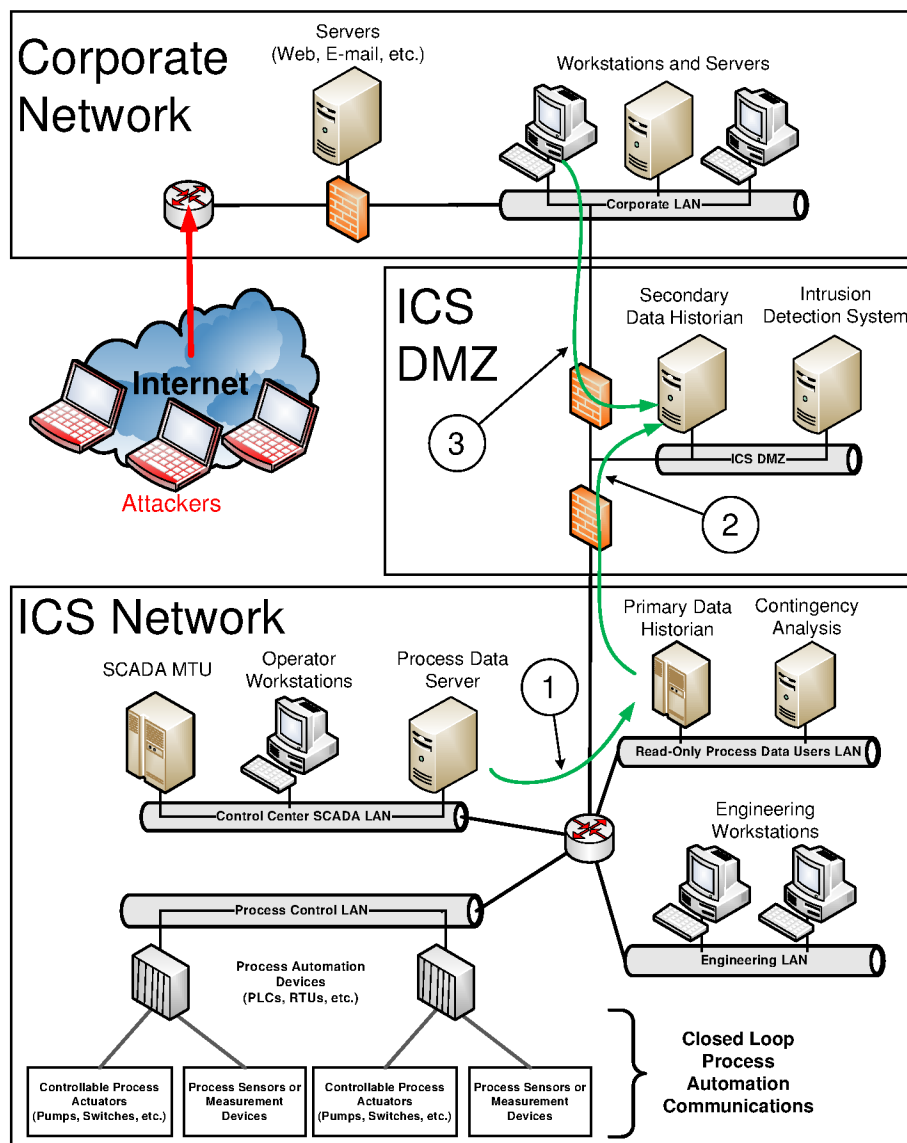 Corporate
Network
Servers
(Web, E-mail, etc.)
Workstations and Servers
Corporate LAN
Internet
Attackers
ICS
DMZ
Secondary
Data Historian
Intrusion
Detection System
3
ICS DMZ
2
ICS Network
SCADA MTU
Operator
Workstations
Process Data
Server
1
Primary Data
Historian
Contingency
Analysis
Read-Only Process Data Users LAN
Control Center SCADA LAN
Engineering
Workstations
Process Control LAN
Engineering LAN
Process Automation
Devices
(PLCs, RTUs, etc.)
Controllable Process
Actuators
(Pumps, Switches, etc.)
Process Sensors or
Measurement
Devices
Controllable Process
Actuators
(Pumps, Switches, etc.)
Process Sensors or
Measurement
Devices
Closed Loop
Process
Automation
Communications